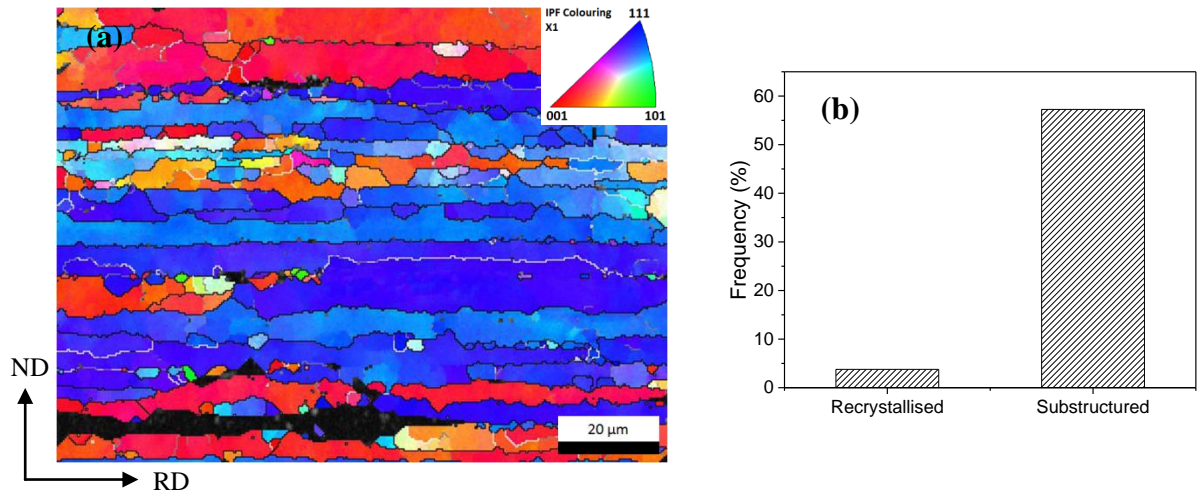 (a)
IPF Colouring 111
X1
001 101
ND
RD
20 µm
(b)
Frequency (%)
60
50
40
30
20
10
0
Recrystallised Substructured